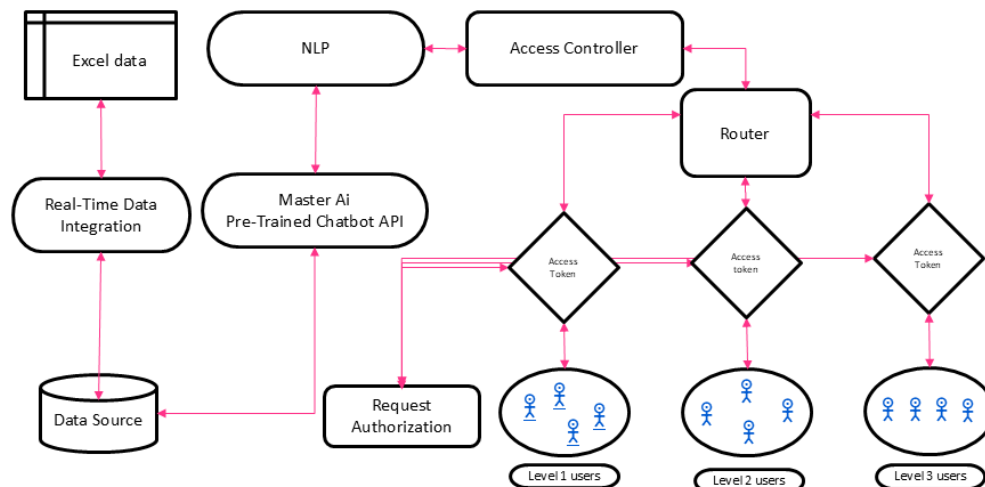 Excel data
NLP
Access Controller
Router
Real-Time Data
Integration
Master Ai
Pre-Trained Chatbot API
Access
Token
Access
token
Access
Token
Data Source
Request
Authorization
Level 1 users
Level 2 users
Level 3 users